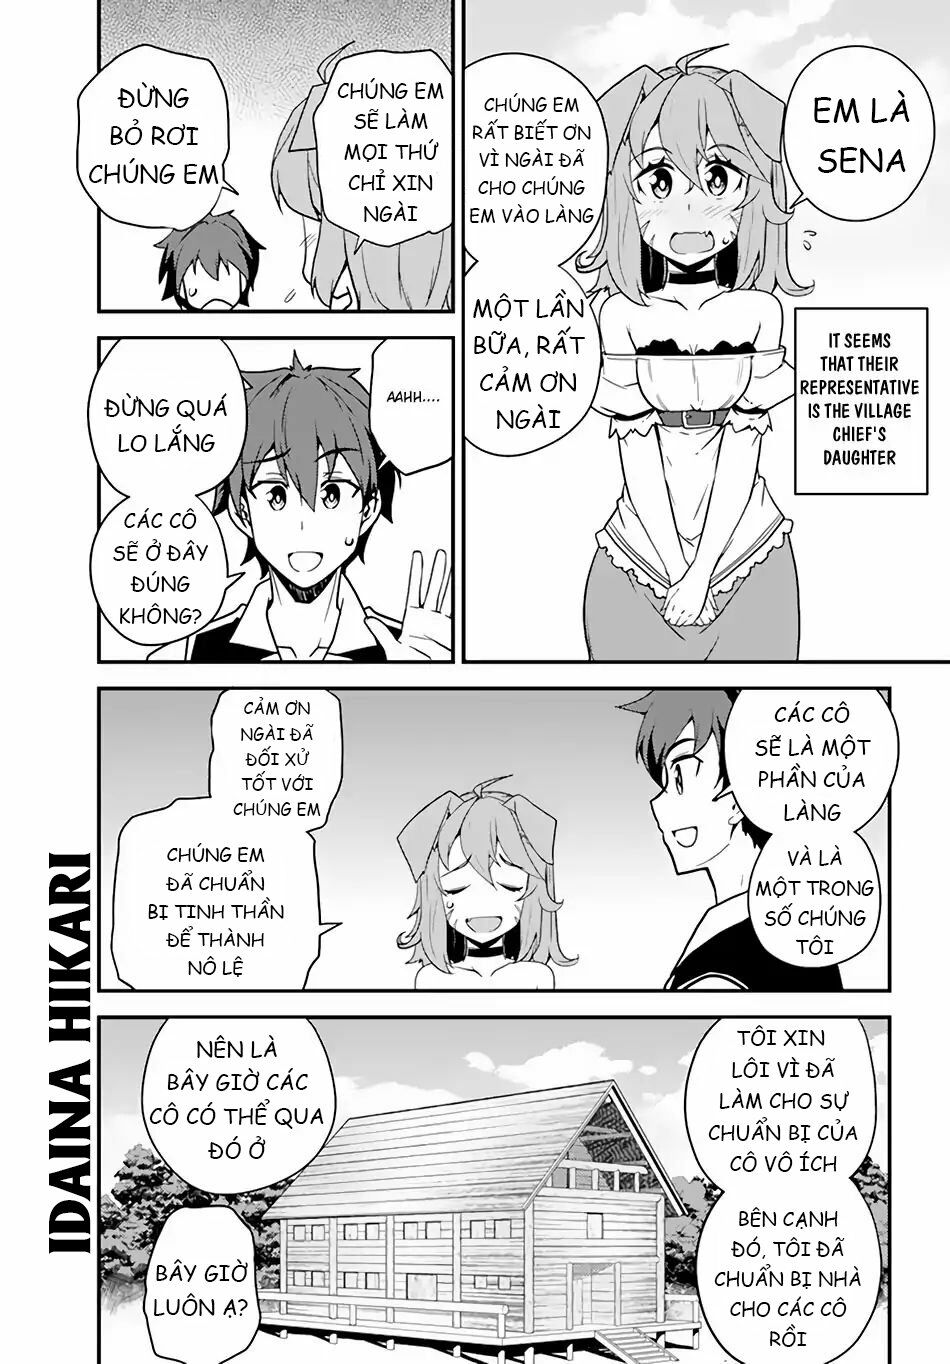 EM LÀ
SENA
CHÚNG EM
RẤT BIẾT ƠN
VÌ NGÀI ĐÃ
CHO CHÚNG
EM VÀO LÀNG
MỘT LẦN
BỮA, RẤT
CẢM ƠN
NGÀI
IT SEEMS
THAT THEIR
REPRESENTATIVE
IS THE VILLAGE
CHIEF'S
DAUGHTER
CHÚNG EM
SẼ LÀM
MỌI THỨ
CHỈ XIN
NGÀI
ĐỪNG
BỎ RƠI
CHÚNG EM
AAHH....
ĐỪNG QUÁ
LO LẮNG
CÁC CÔ
SẼ Ở ĐÂY
ĐÚNG
KHÔNG?
CÁC CÔ
SẼ LÀ MỘT
PHẦN CỦA
LÀNG
VÀ LÀ
MỘT TRONG
SỐ CHÚNG
TÔI
CẢM ƠN
NGÀI ĐÃ
ĐỐI XỬ
TỐT VỚI
CHÚNG EM
CHÚNG EM
ĐÃ CHUẨN
BỊ TINH THẦN
ĐỂ THÀNH
NÔ LỆ
TÔI XIN
LÔI VÌ ĐÃ
LÀM CHO SỰ
CHUẨN BỊ CỦA
CÔ VÔ ÍCH
BÊN CẠNH
ĐÓ, TÔI ĐÃ
CHUẨN BỊ NHÀ
CHO CÁC CÔ
RỒI
NÊN LÀ
BÂY GIỜ CÁC
CÔ CÓ THỂ QUA
ĐÓ Ở
BÂY GIỜ
LUÔN Ạ?
IDAINA HIKARI